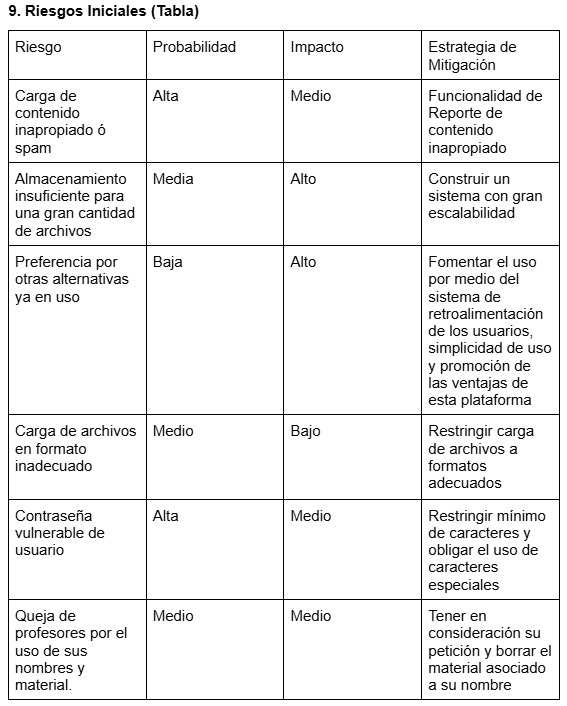 9. Riesgos Iniciales (Tabla)
Riesgo
Probabilidad
Impacto
Estrategia de
Mitigación
Carga de
contenido
inapropiado ó
spam
Alta
Medio
Funcionalidad de
Reporte de
contenido
inapropiado
Almacenamiento
insuficiente para
una gran cantidad
de archivos
Media
Alto
Construir un
sistema con gran
escalabilidad
Preferencia por
otras alternativas
ya en uso
Baja
Alto
Fomentar el uso
por medio del
sistema de
retroalimentación
de los usuarios,
simplicidad de uso
y promoción de
las ventajas de
esta plataforma
Carga de archivos
en formato
inadecuado
Medio
Bajo
Restringir carga
de archivos a
formatos
adecuados
Contraseña
vulnerable de
usuario
Alta
Medio
Restringir mínimo
de caracteres y
obligar el uso de
caracteres
especiales
Queja de
profesores por el
uso de sus
nombres y
material.
Medio
Medio
Tener en
consideración su
petición y borrar el
material asociado
a su nombre